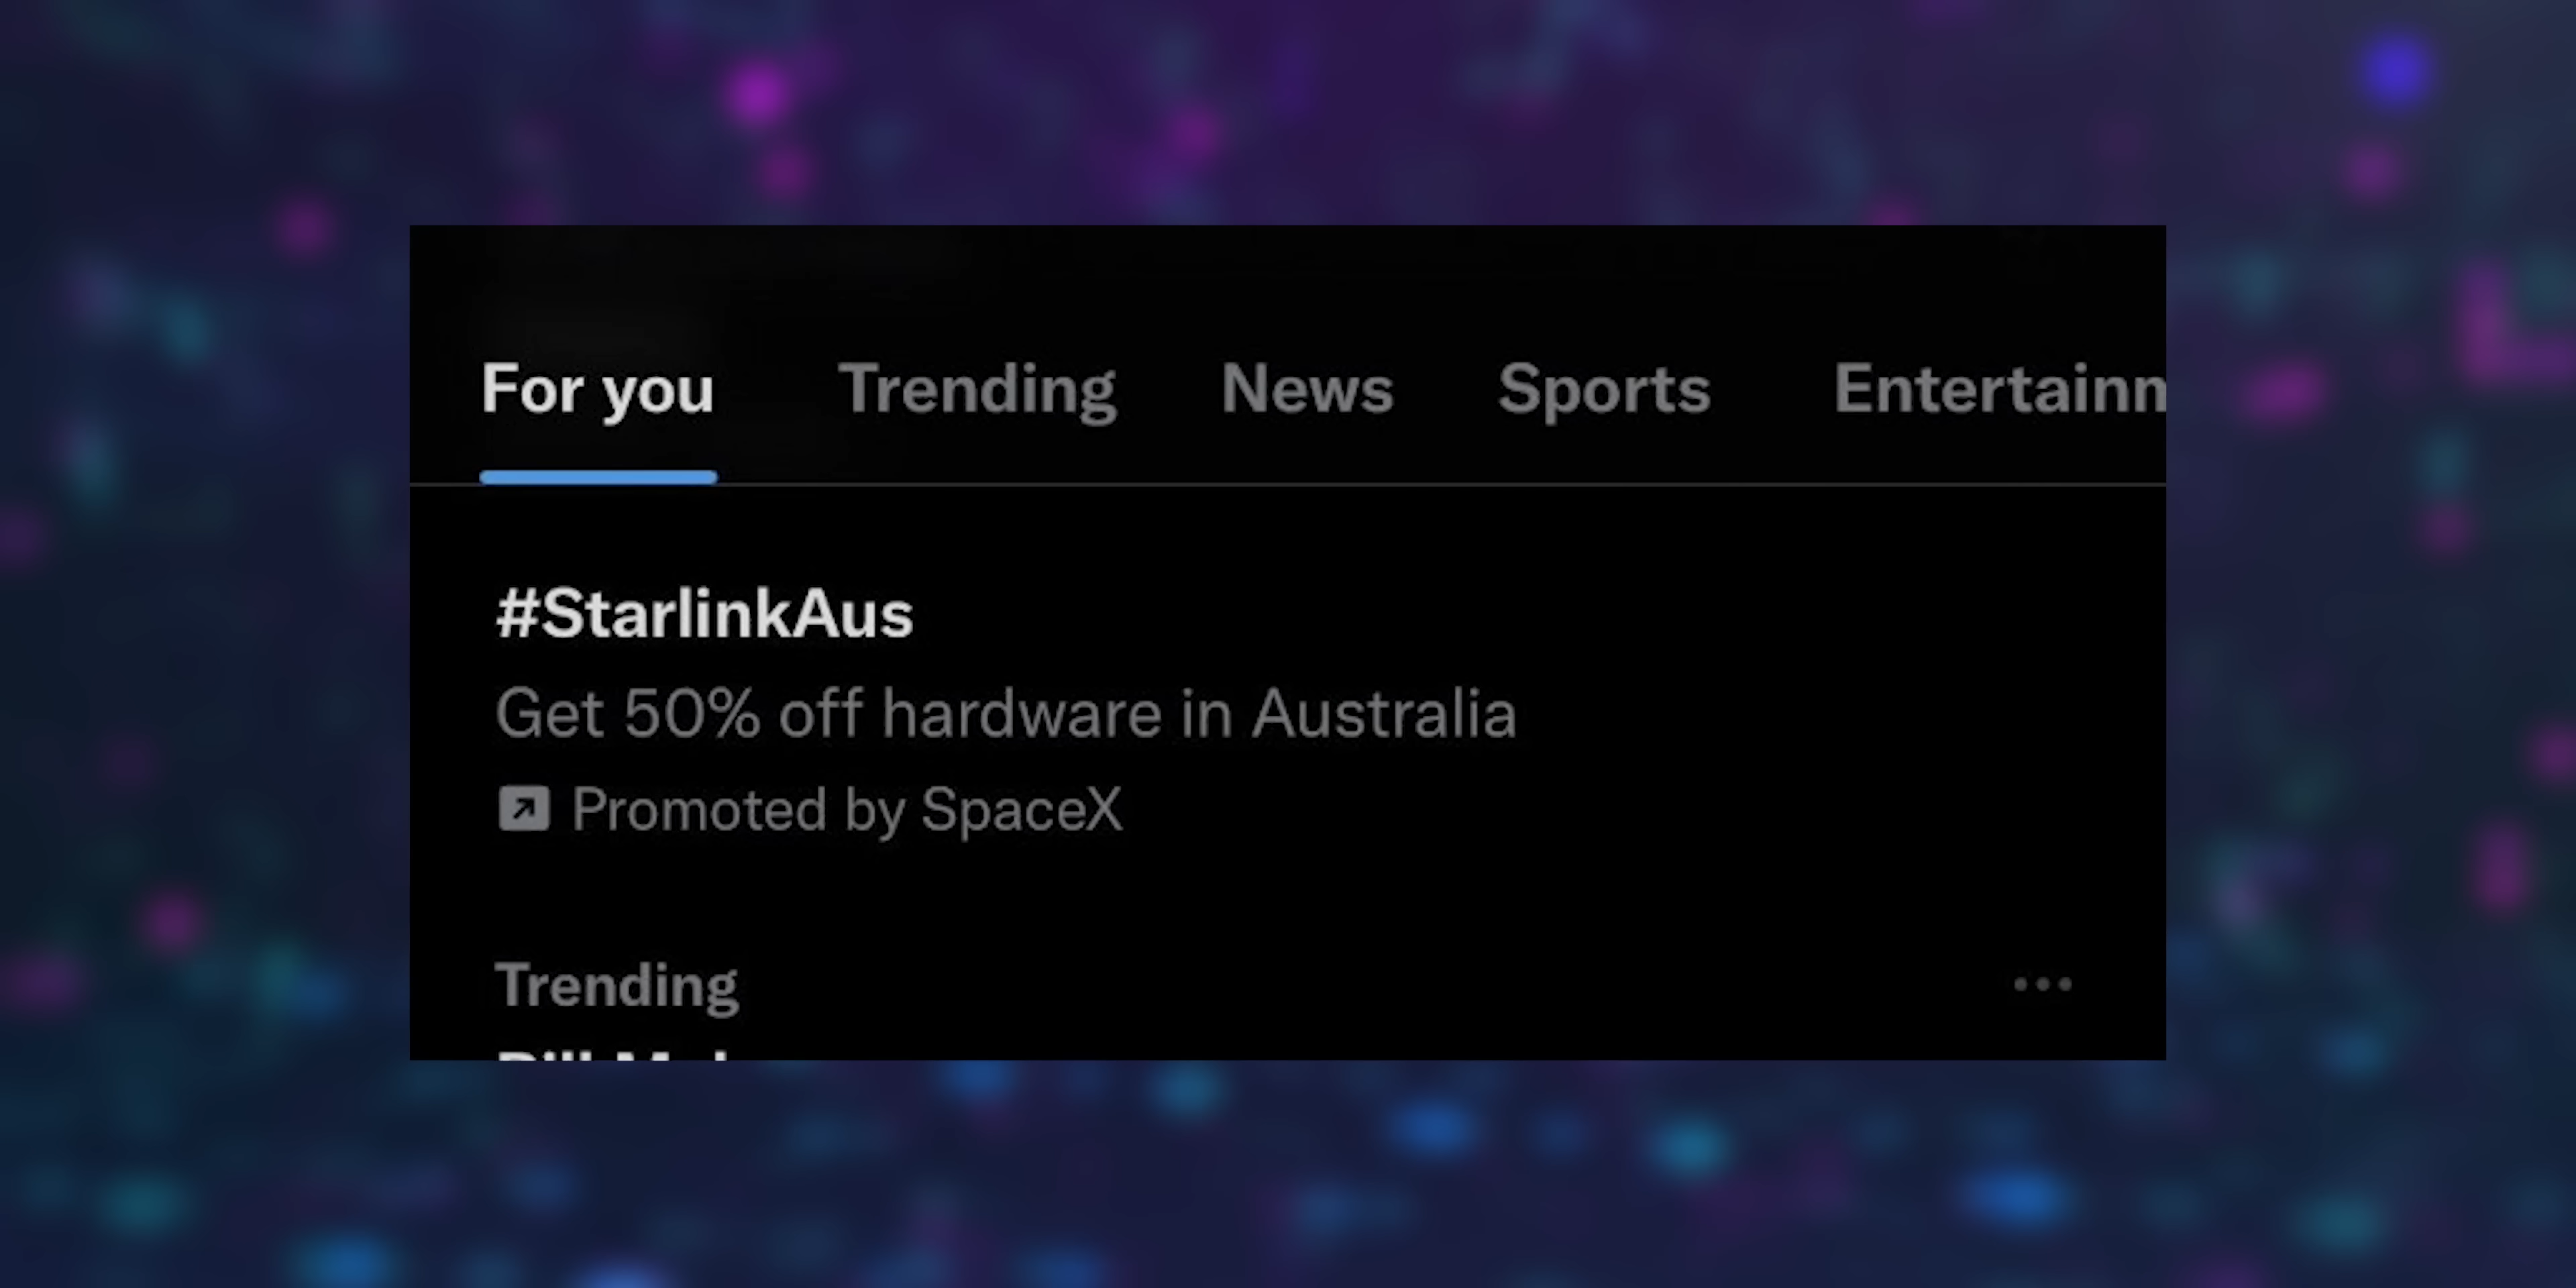 For you Trending News Sports
#StarlinkAus
Get 50% off hardware in Australia
Promoted by SpaceX
Trending